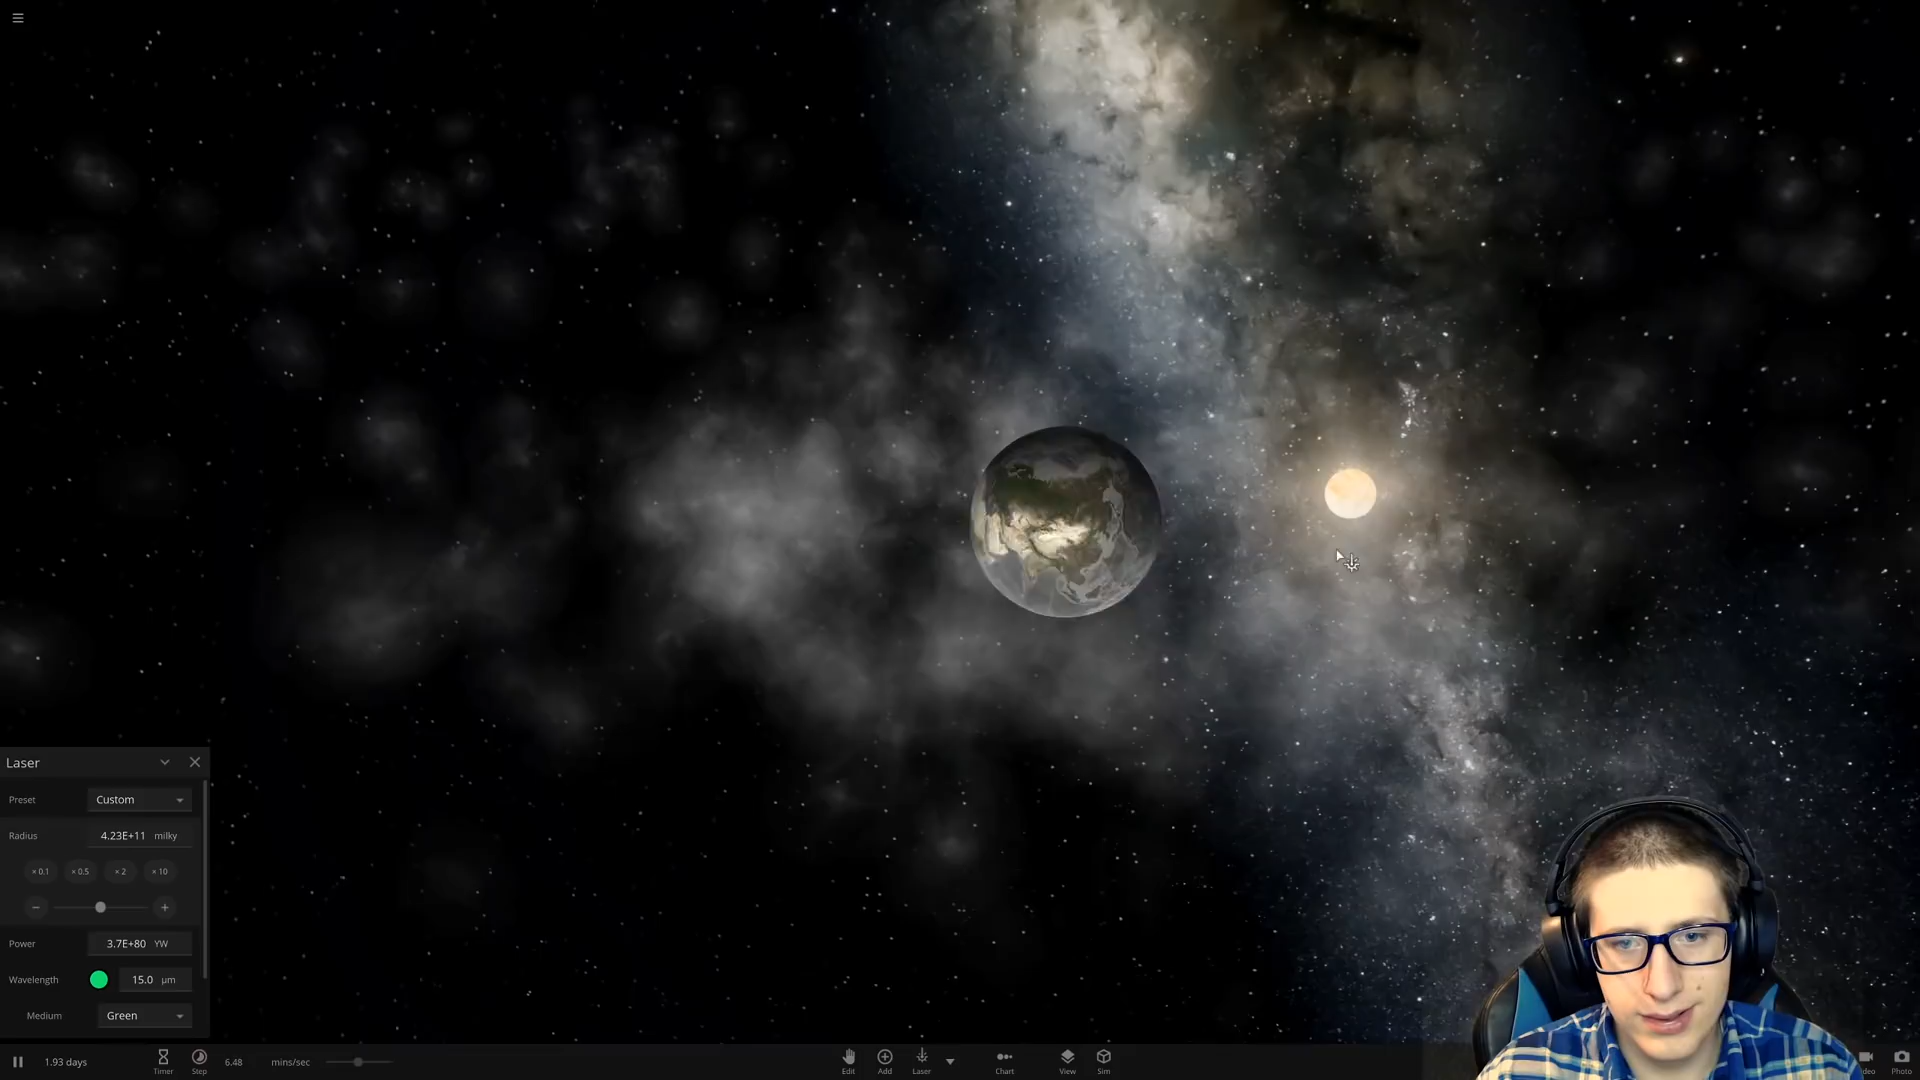 Laser
Preset Custom
Radius 4.23E+11 milky
× 0.1 × 0.5 × 2 × 10
Power 3.7E+80 YW
Wavelength 15.0 µm
Medium Green
1.93 days
Timer
Step
6.48 mins/sec
Edit
Add
Laser
Chart
View
Sim
Photo